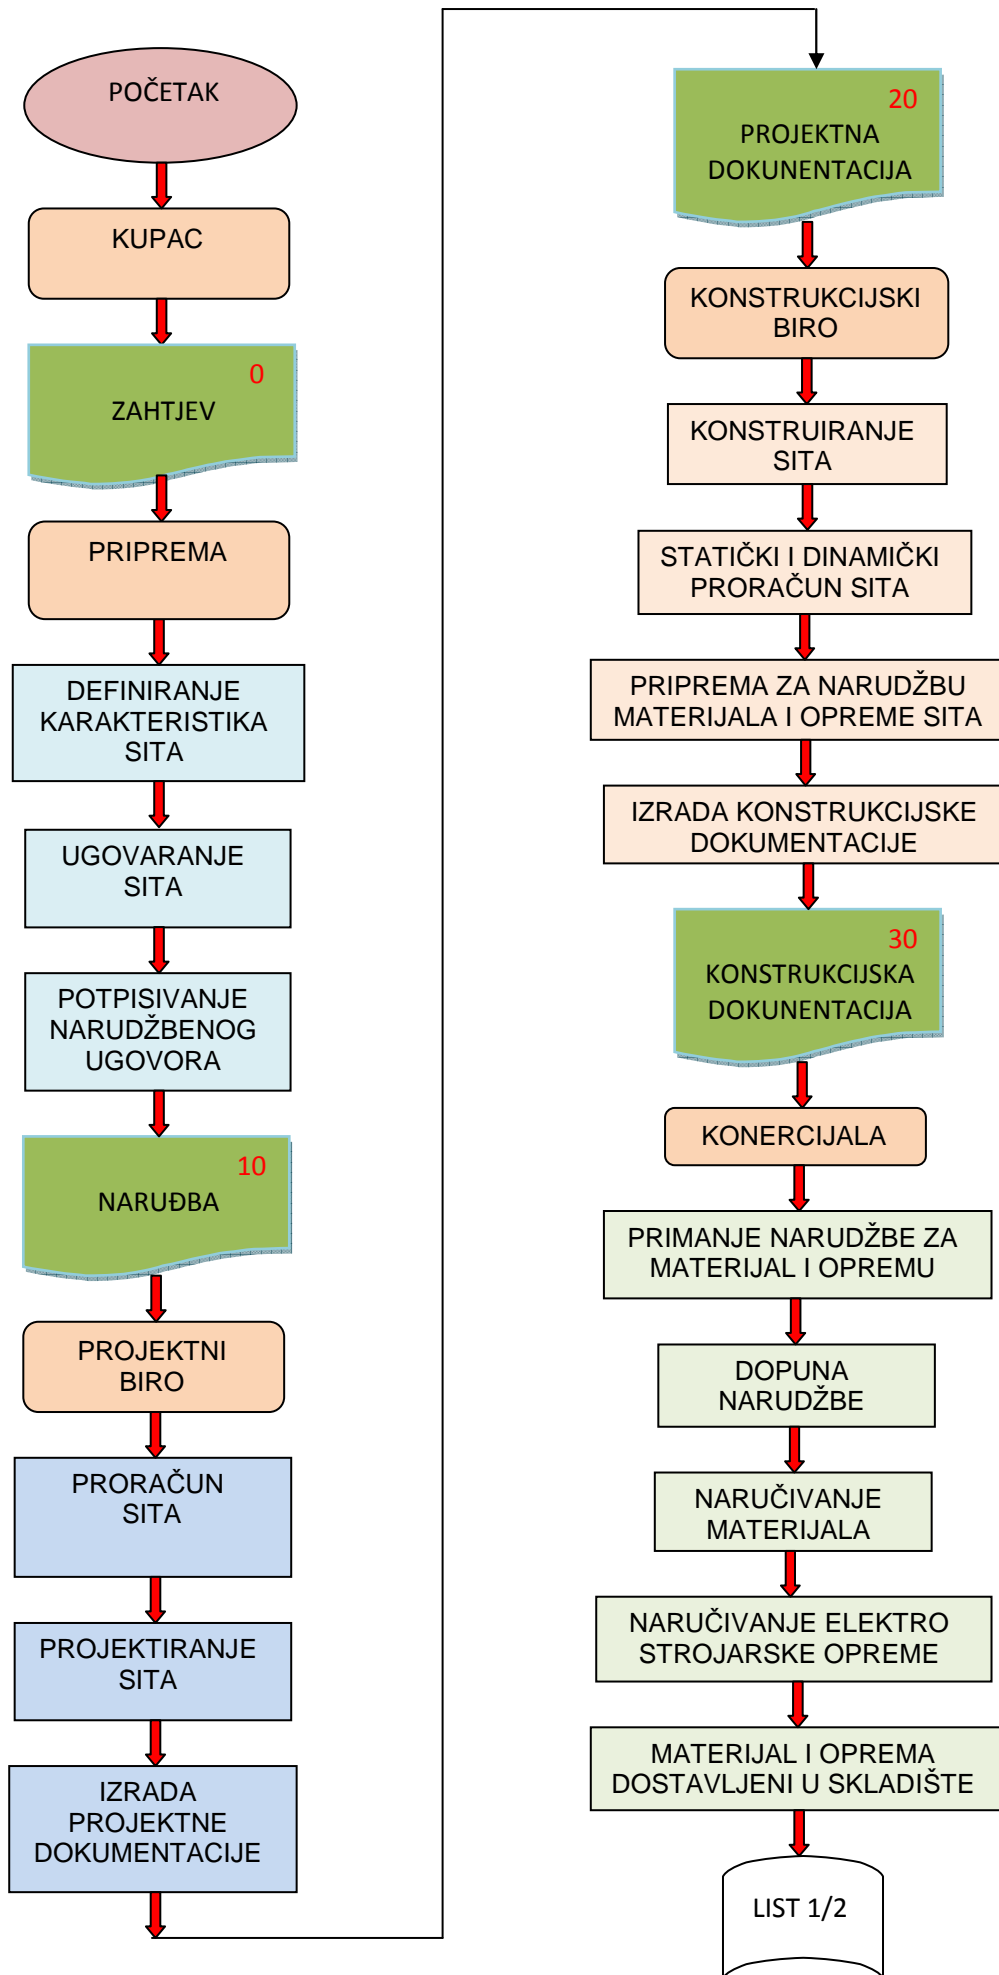 POČETAK
KUPAC
0
ZAHTJEV
PRIPREMA
DEFINIRANJE
KARAKTERISTIKA
SITA
UGOVARANJE
SITA
POTPISIVANJE
NARUDŽBENOG
UGOVORA
10
NARUĐBA
PROJEKTNI
BIRO
PRORAČUN
SITA
PROJEKTIRANJE
SITA
IZRADA
PROJEKTNE
DOKUMENTACIJE
20
PROJEKTNA
DOKUNENTACIJA
KONSTRUKCIJSKI
BIRO
KONSTRUIRANJE
SITA
STATIČKI I DINAMIČKI
PRORAČUN SITA
PRIPREMA ZA NARUDŽBU
MATERIJALA I OPREME SITA
IZRADA KONSTRUKCIJSKE
DOKUMENTACIJE
30
KONSTRUKCIJSKA
DOKUNENTACIJA
KONERCIJALA
PRIMANJE NARUDŽBE ZA
MATERIJAL I OPREMU
DOPUNA
NARUDŽBE
NARUČIVANJE
MATERIJALA
NARUČIVANJE ELEKTRO
STROJARSKE OPREME
MATERIJAL I OPREMA
DOSTAVLJENI U SKLADIŠTE
LIST 1/2